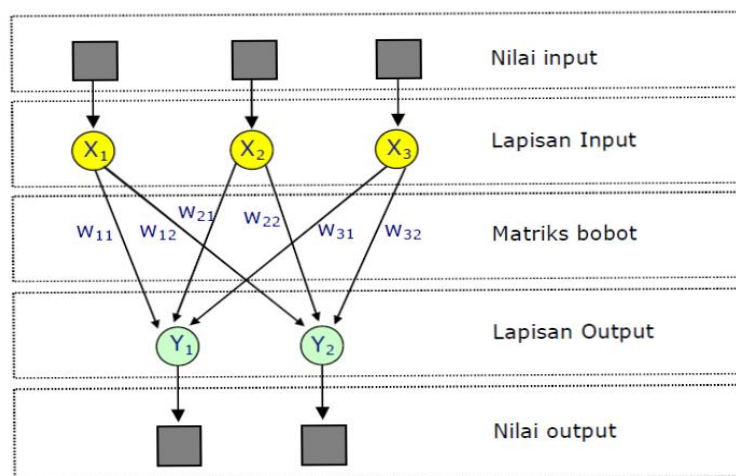 Nilai input
X₁ X₂ X₃ Lapisan Input
W₁₁ W₁₂ W₂₁ W₂₂ W₃₁ W₃₂ Matriks bobot
Y₁ Y₂ Lapisan Output
Nilai output